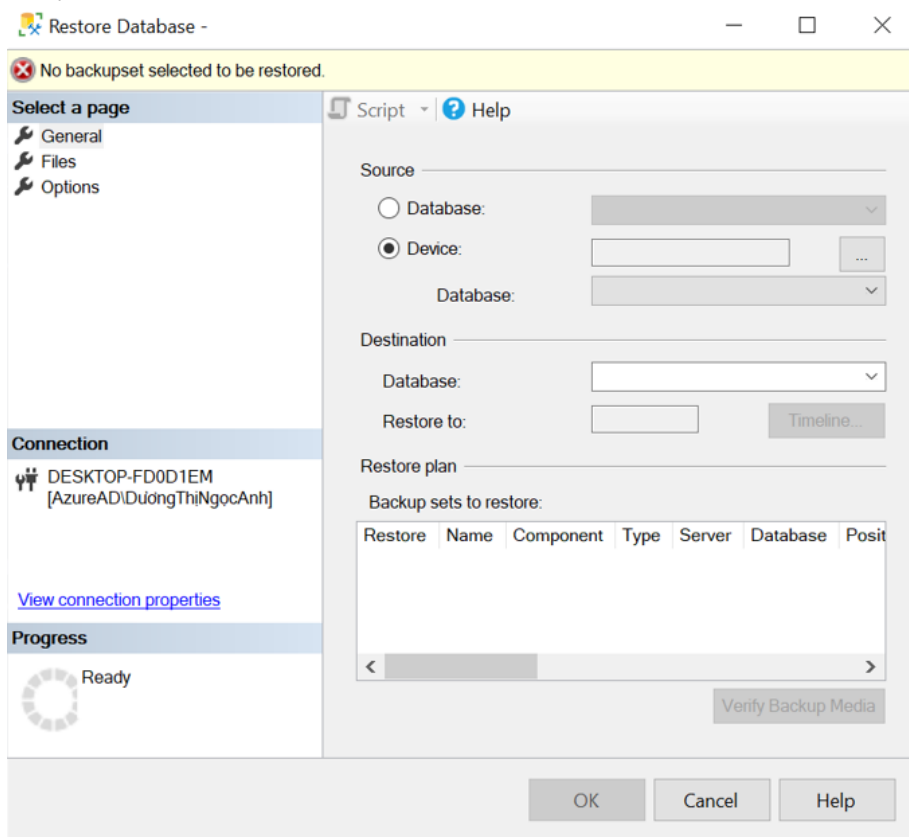 Restore Database -
No backupset selected to be restored.
Select a page
General
Files
Options
Script
Help
Source
Database:
Device:
...
Database:
Destination
Database:
Restore to:
Timeline...
Restore plan
Backup sets to restore:
Restore Name Component Type Server Database Posit
Verify Backup Media
Connection
DESKTOP-FD0D1EM
[AzureAD\DươngThịNgọcAnh]
View connection properties
Progress
Ready
OK
Cancel
Help